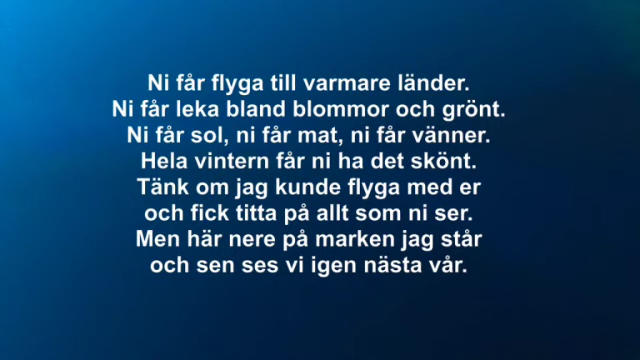 Ni får flyga till varmare länder.
Ni får leka bland blommor och grönt.
Ni får sol, ni får mat, ni får vänner.
Hela vintern får ni ha det skönt.
Tänk om jag kunde flyga med er
och fick titta på allt som ni ser.
Men här nere på marken jag står
och sen ses vi igen nästa vår.